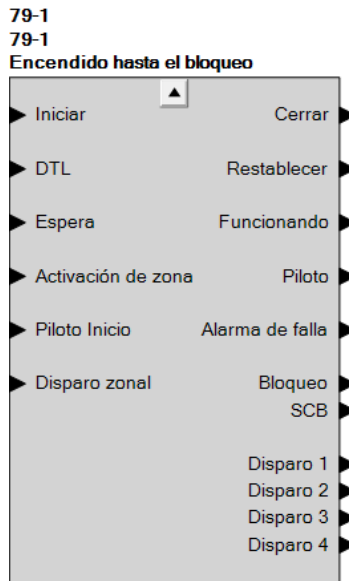 79-1
79-1
Encendido hasta el bloqueo
Iniciar Cerrar
DTL Restablecer
Espera Funcionando
Activación de zona Piloto
Piloto Inicio Alarma de falla
Disparo zonal Bloqueo
SCB
Disparo 1
Disparo 2
Disparo 3
Disparo 4